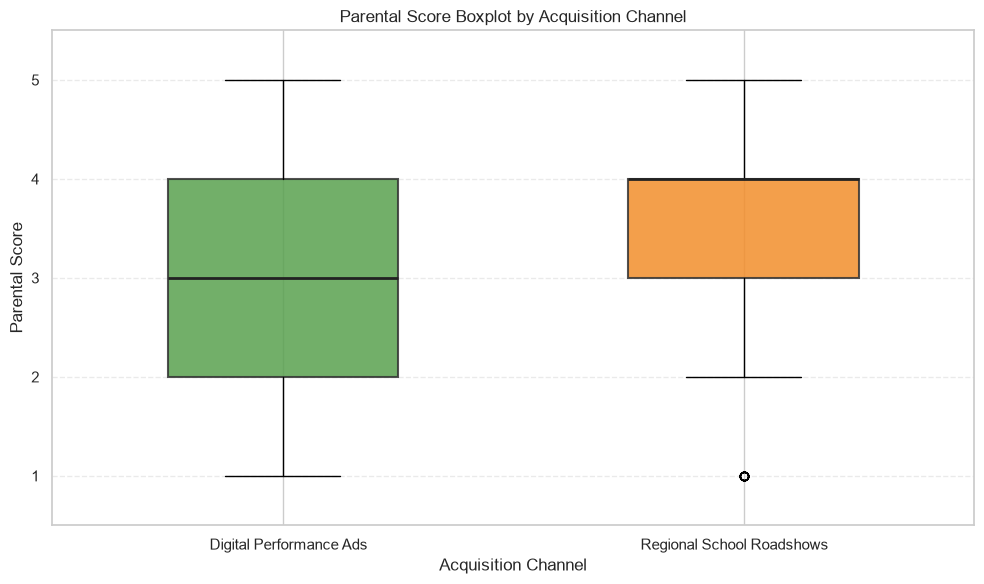 Parental Score Boxplot by Acquisition Channel
Parental Score
5
4
3
2
1
Digital Performance Ads
Regional School Roadshows
Acquisition Channel